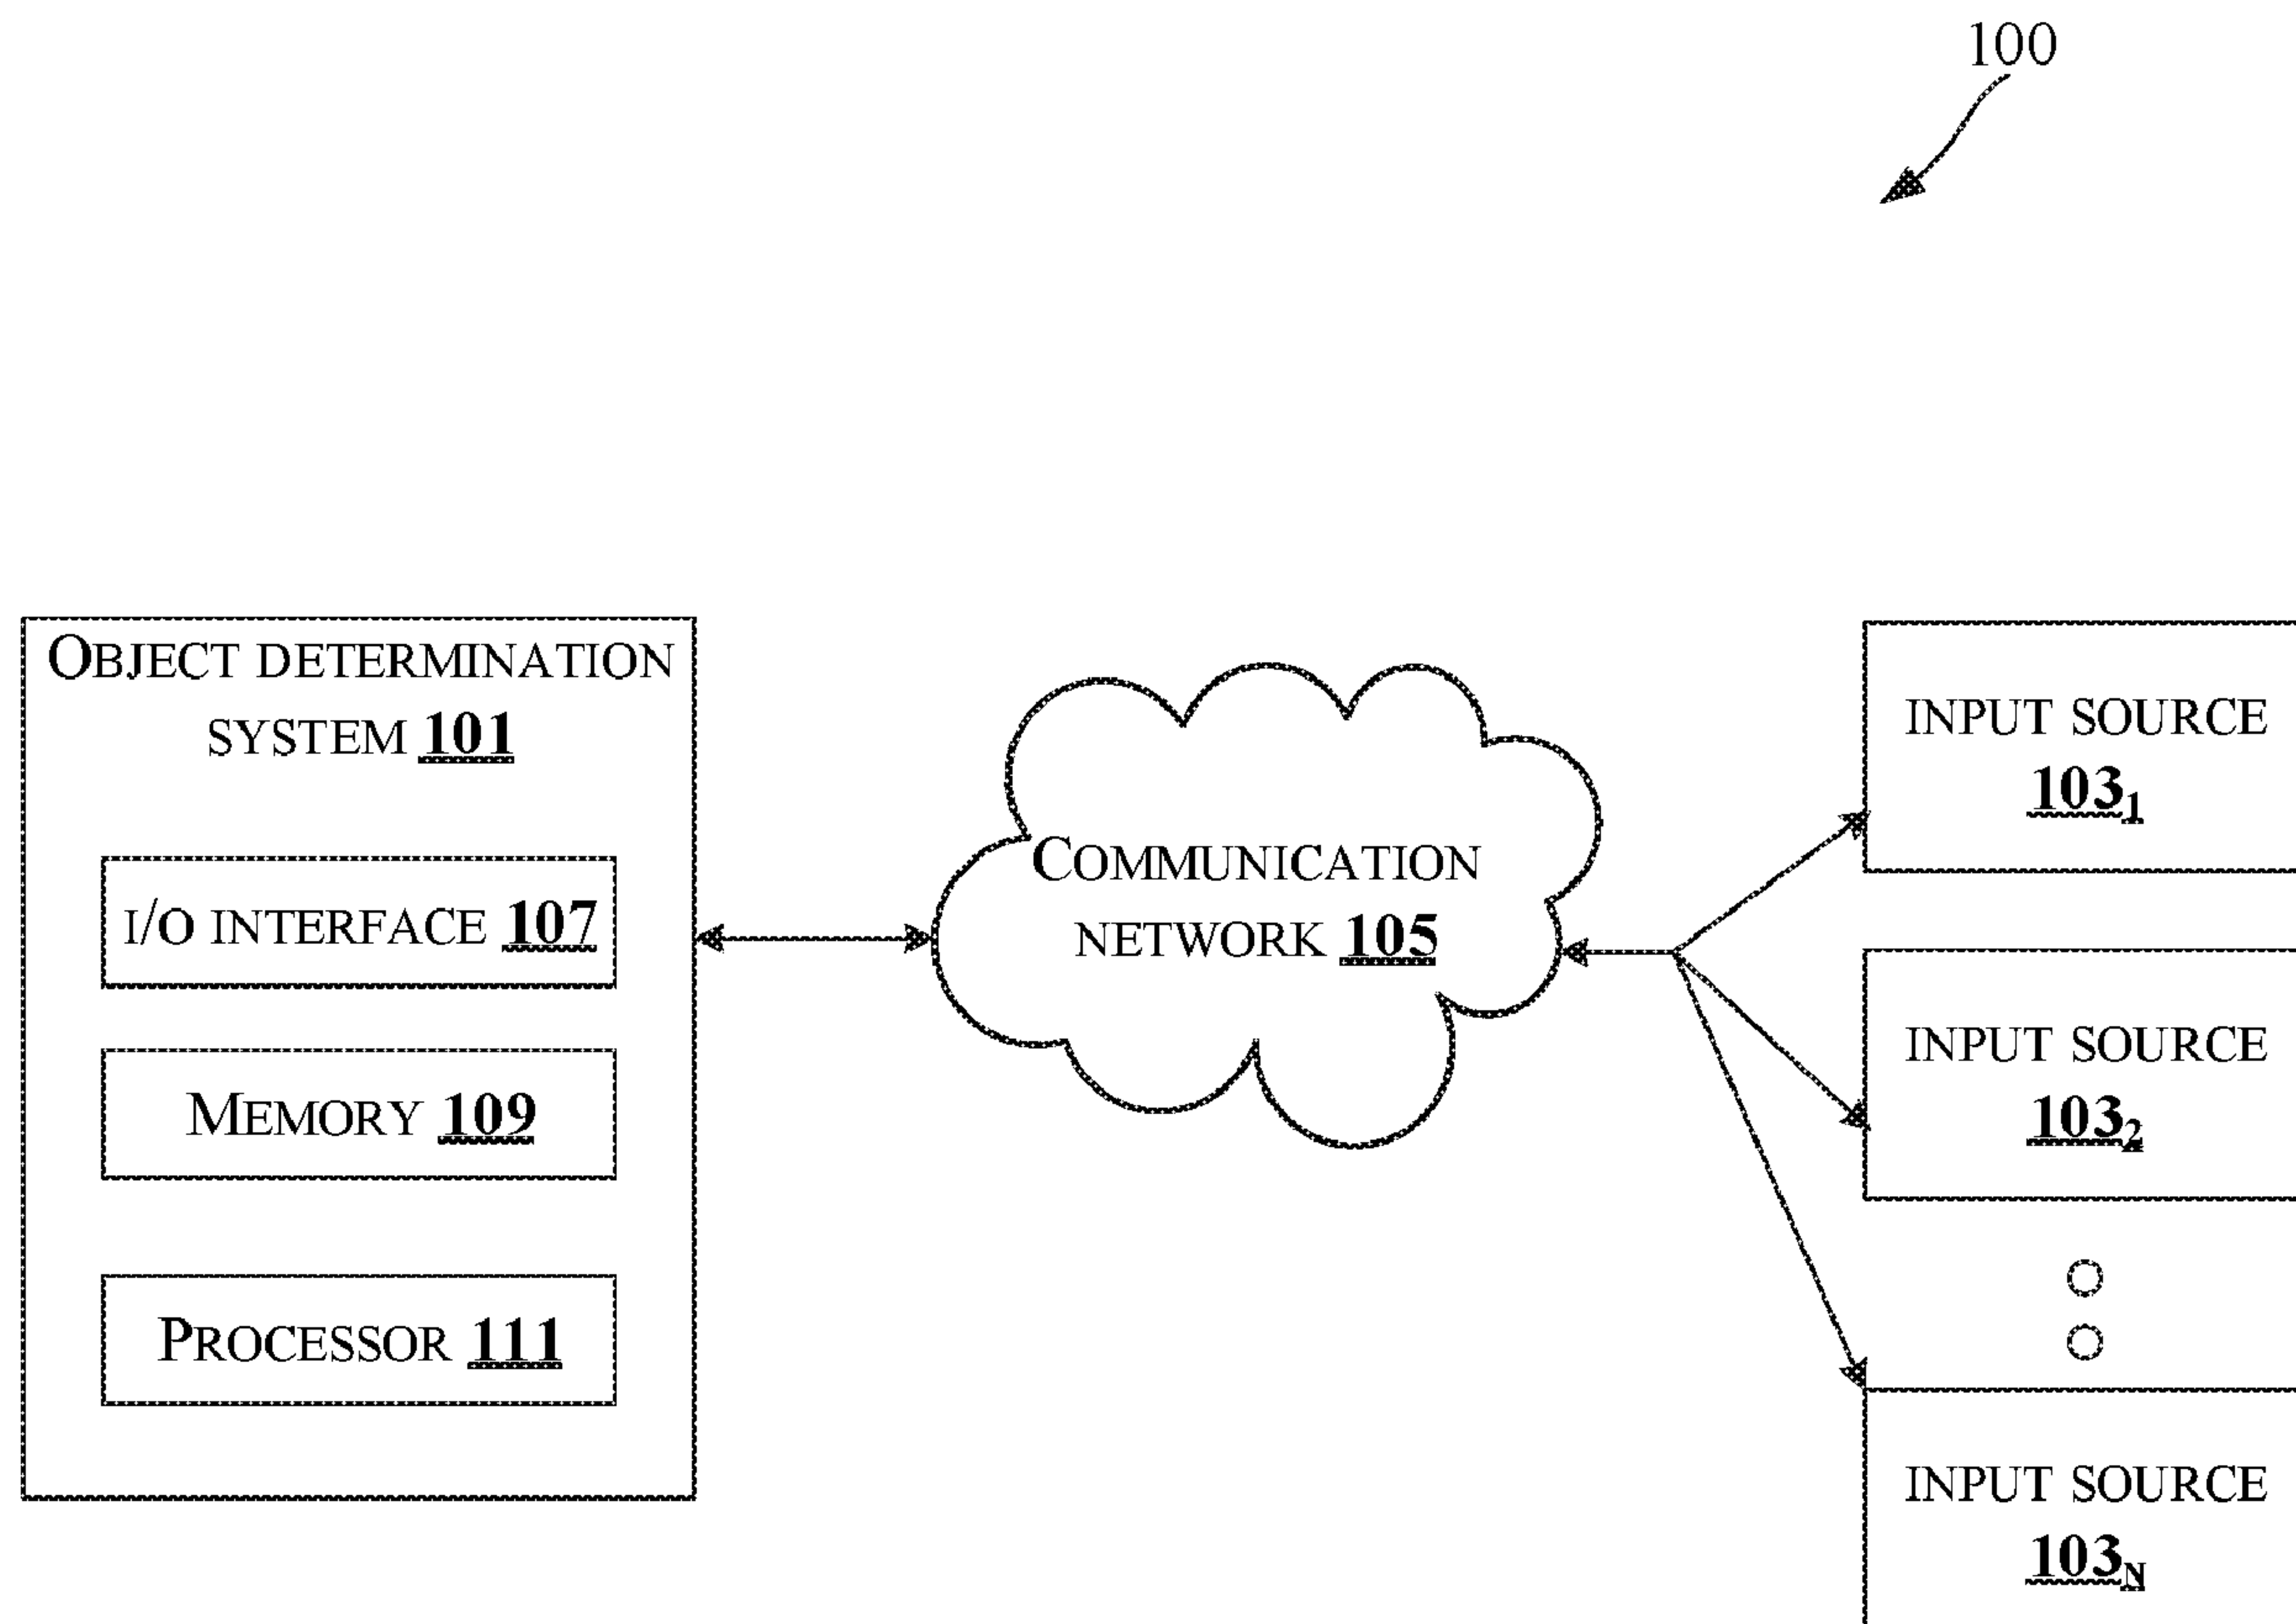 100
OBJECT DETERMINATION
SYSTEM 101
I/O INTERFACE 107
MEMORY 109
PROCESSOR 111
COMMUNICATION
NETWORK 105
INPUT SOURCE
103₁
INPUT SOURCE
103₂
INPUT SOURCE
103N